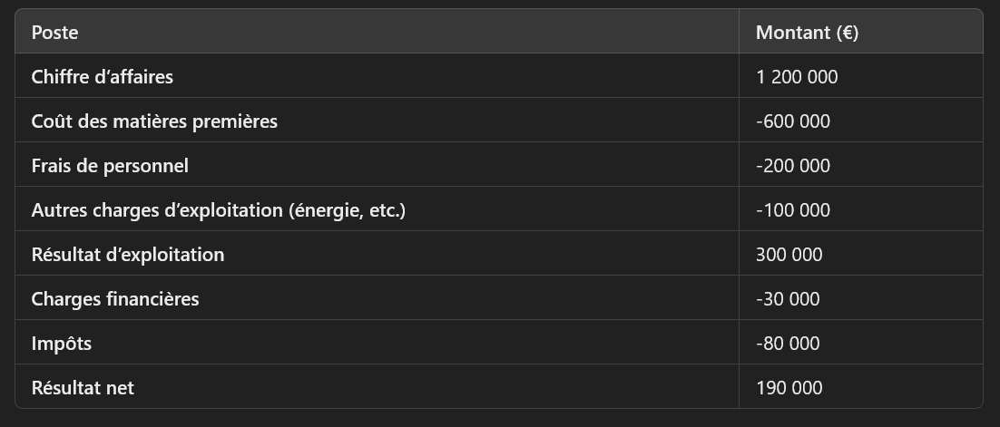 Poste Montant (€)
Chiffre d’affaires 1 200 000
Coût des matières premières -600 000
Frais de personnel -200 000
Autres charges d’exploitation (énergie, etc.) -100 000
Résultat d’exploitation 300 000
Charges financières -30 000
Impôts -80 000
Résultat net 190 000